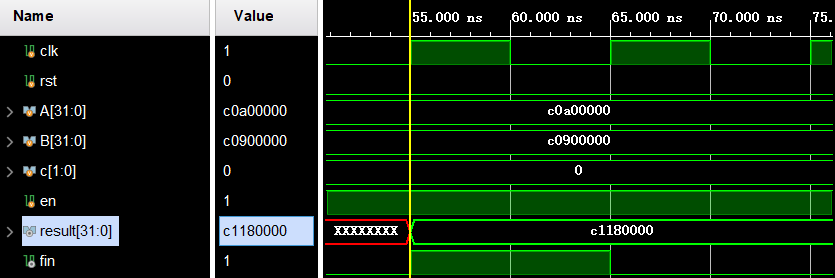 Name Value 55.000 ns 60.000 ns 65.000 ns 70.000 ns 75.
clk 1
rst 0
A[31:0] c0a00000 c0a00000
B[31:0] c0900000 c0900000
c[1:0] 0 0
en 1
result[31:0] c1180000 XXXXXXXX c1180000
fin 1